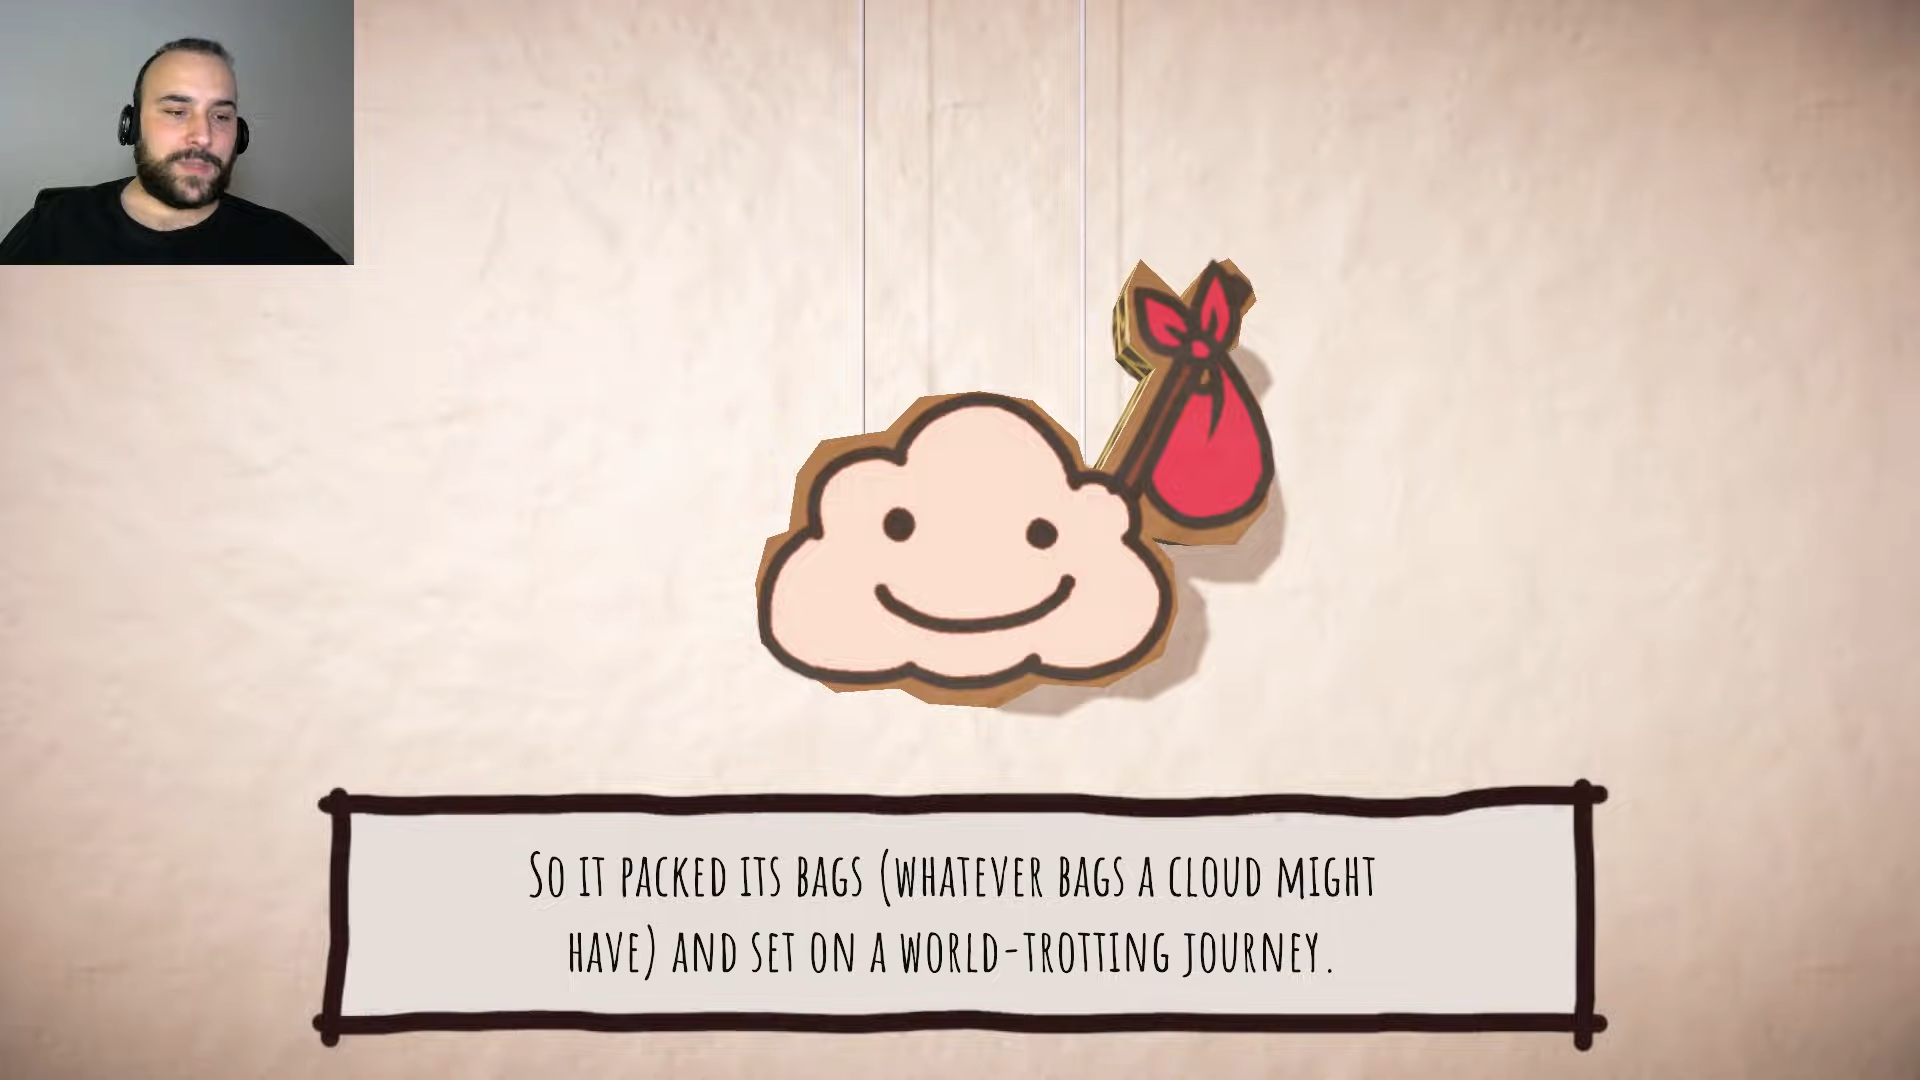 So it packed its bags (whatever bags a cloud might
have) and set on a world-trotting journey.